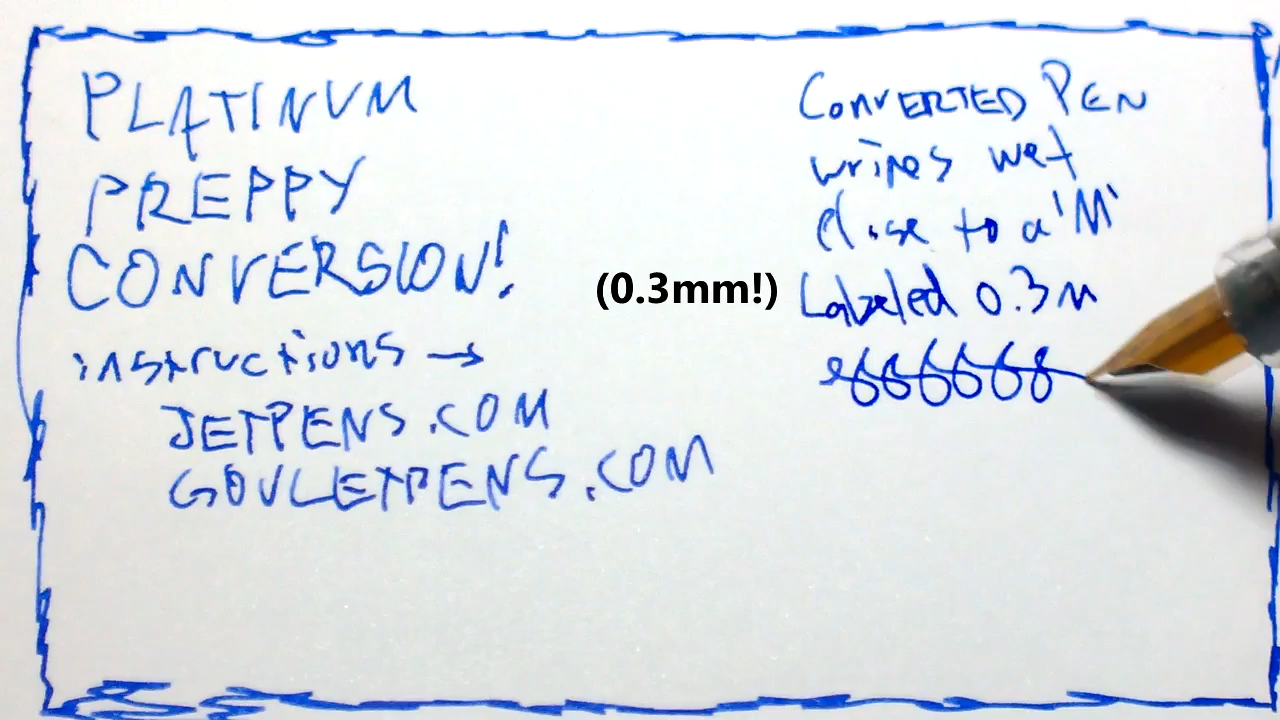 PLATINUM
PREPPY
CONVERSION!
instructions →
JETPENS.COM
GOULETPENS.COM
(0.3mm!)
CONVERTED PEN
writes wet
close to a 'M'
Labeled 0.3m